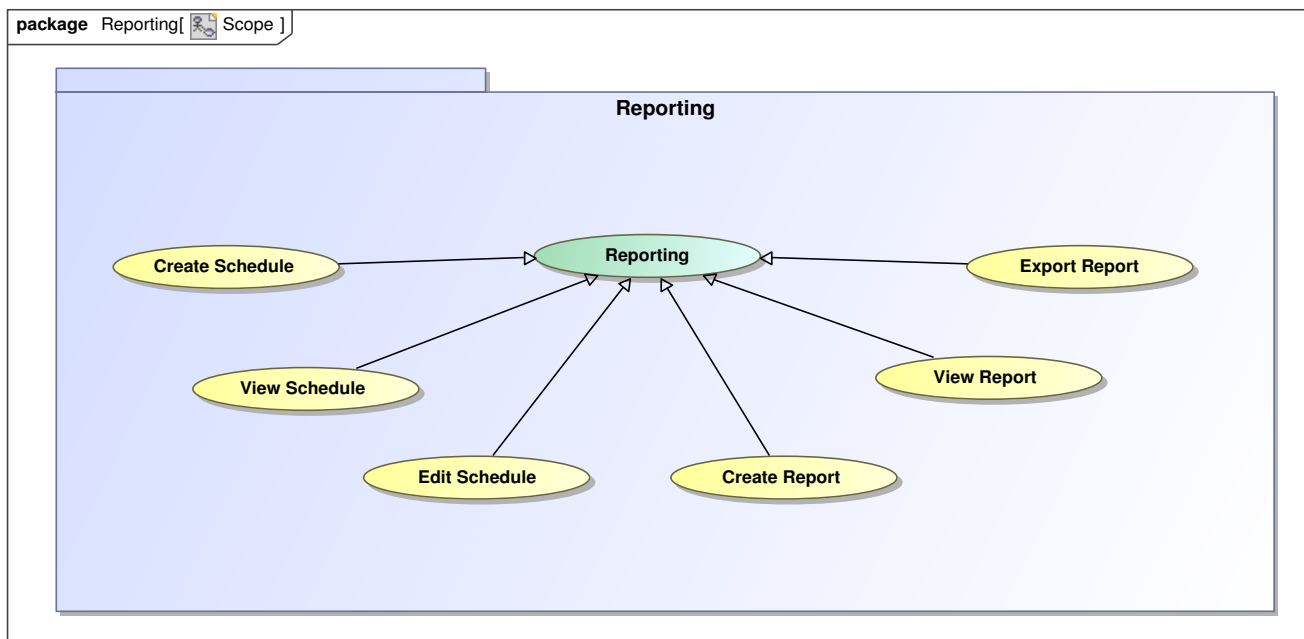 package Reporting[ Scope ]
Reporting
Reporting
Create Schedule
Export Report
View Schedule
View Report
Edit Schedule
Create Report